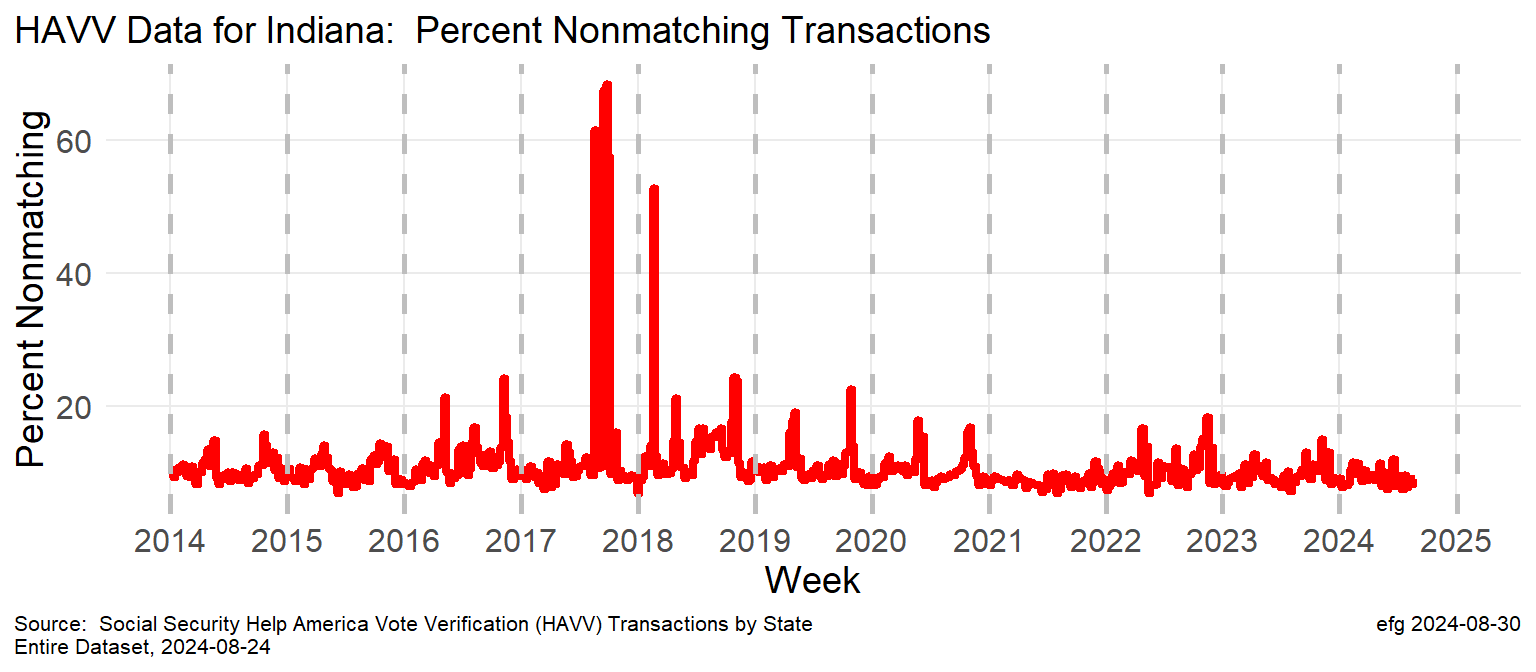 HAVV Data for Indiana:  Percent Nonmatching Transactions
Percent Nonmatching
60
40
20
2014 2015 2016 2017 2018 2019 2020 2021 2022 2023 2024 2025
Week
Source:  Social Security Help America Vote Verification (HAVV) Transactions by State
Entire Dataset, 2024-08-24
efg 2024-08-30